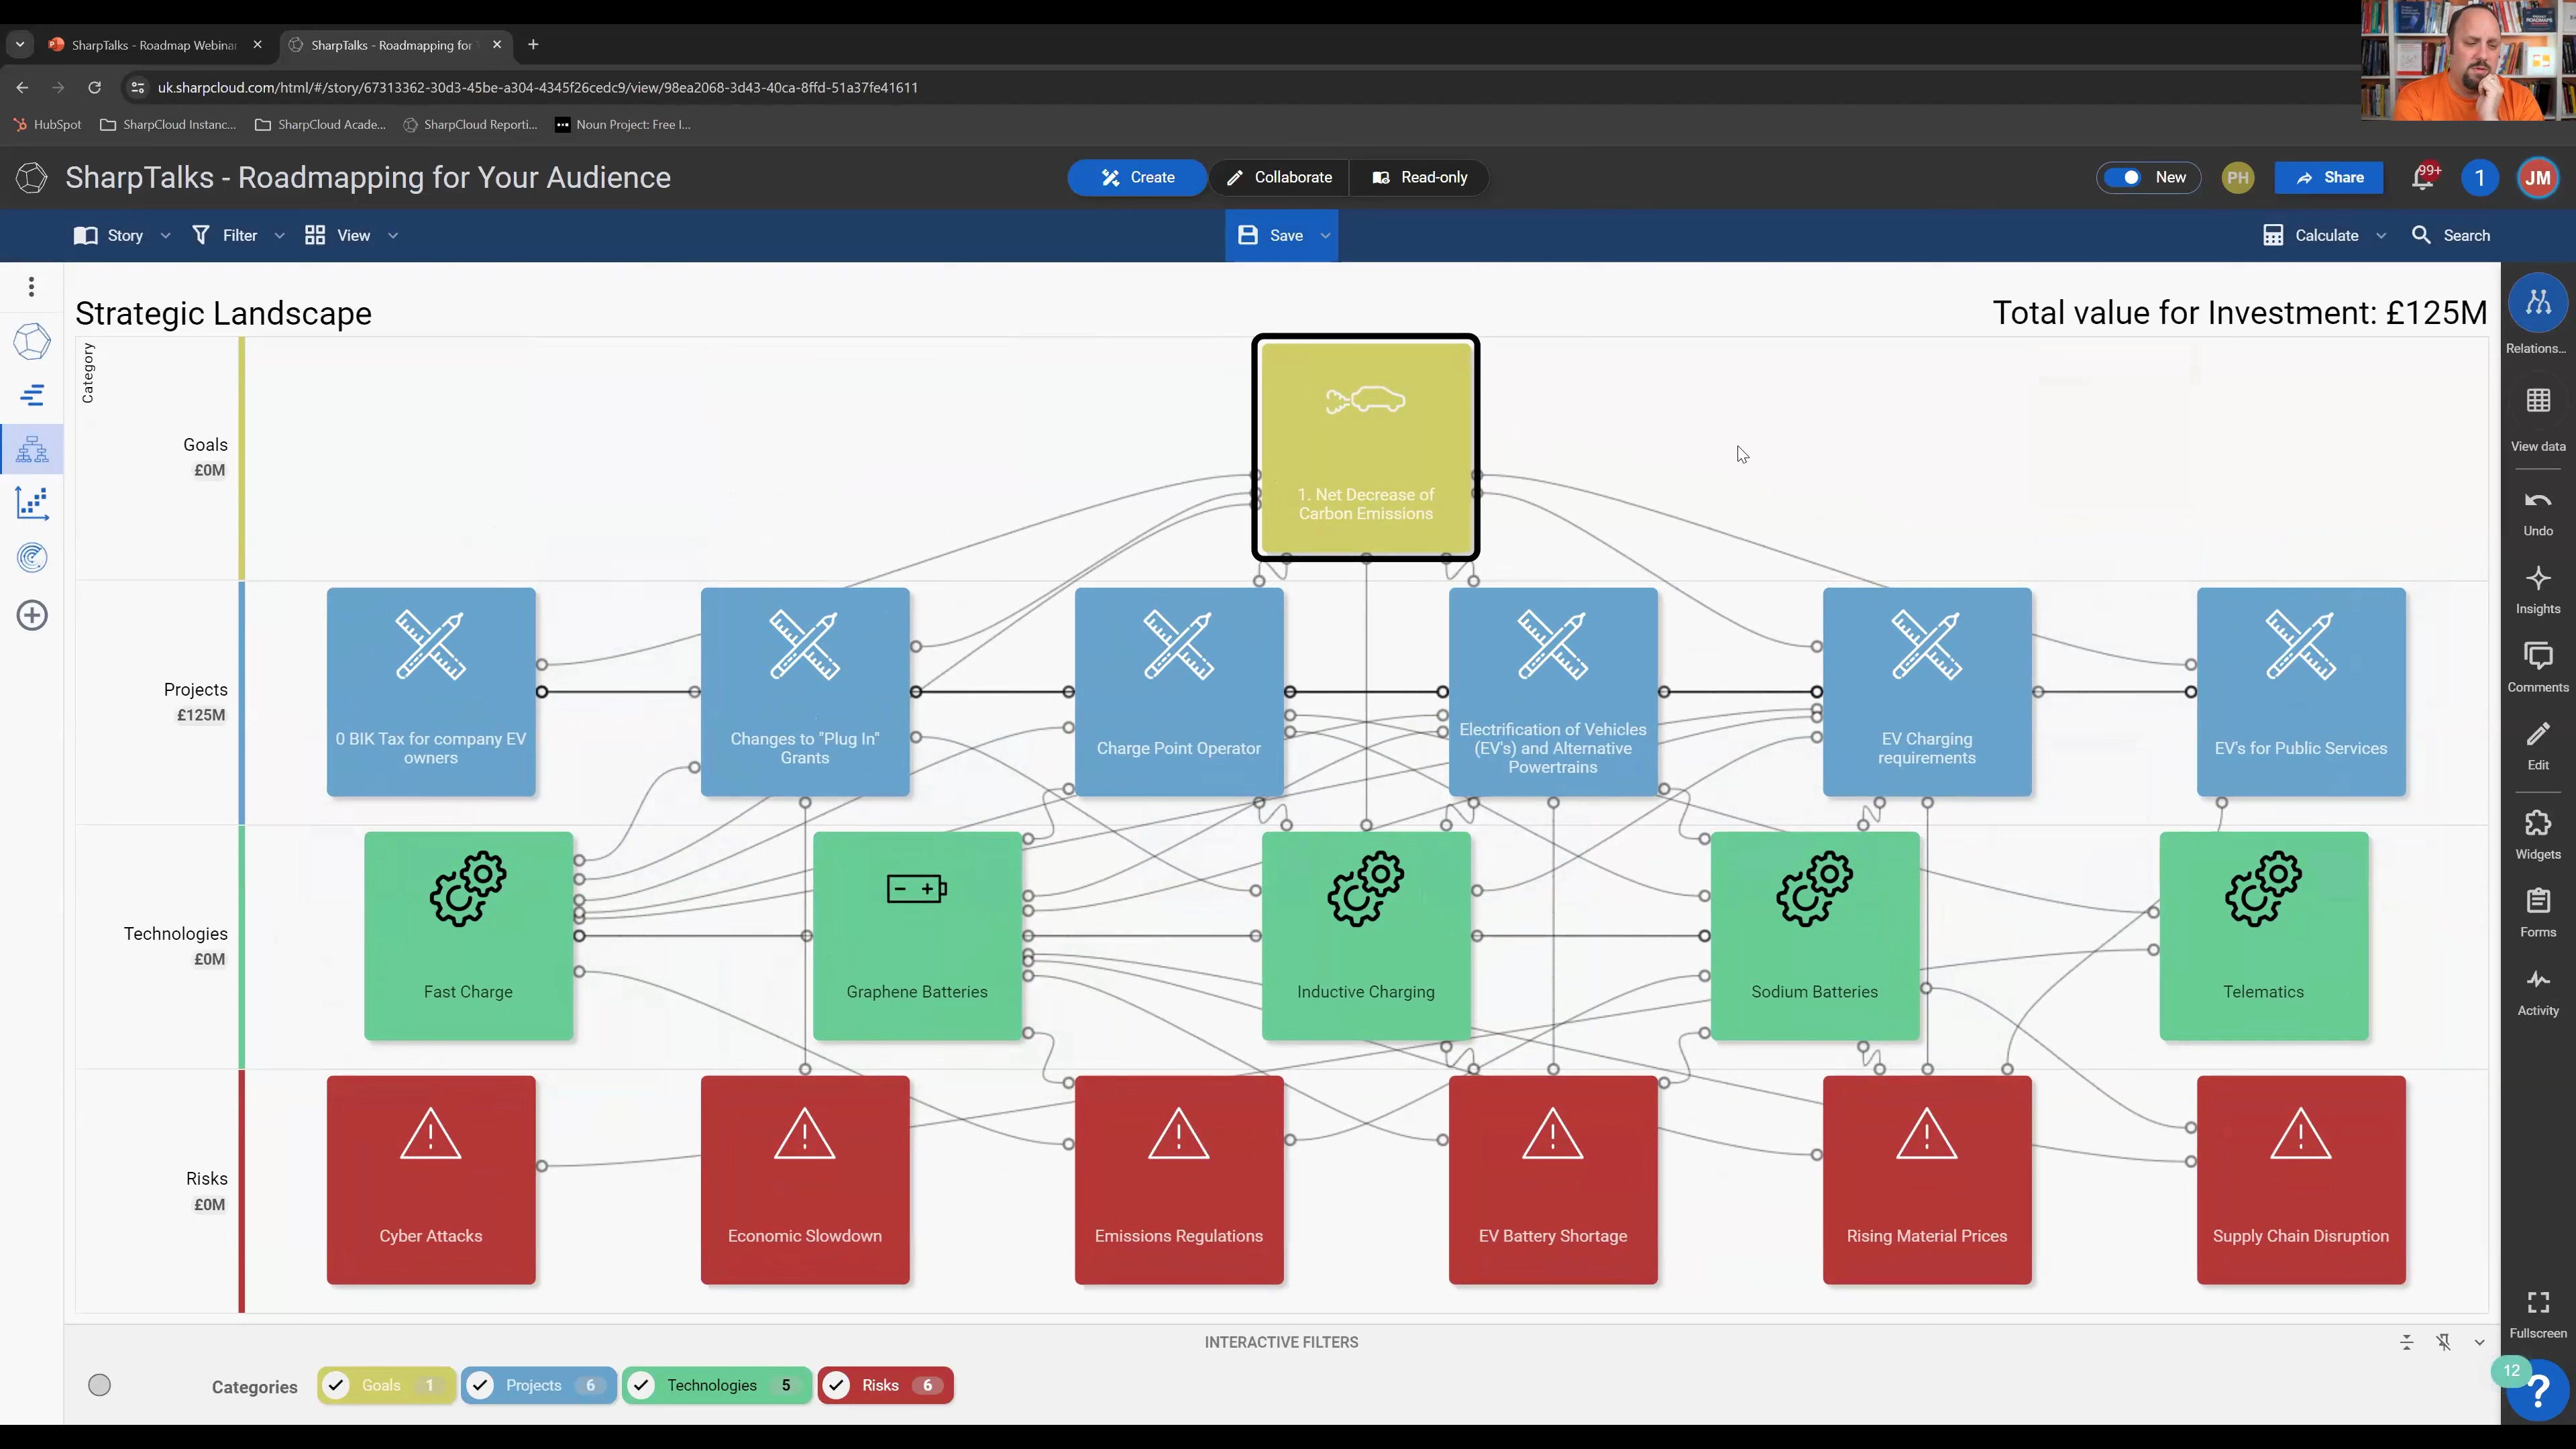 SharpTalks - Roadmap Webinar
SharpTalks - Roadmapping for
uk.sharpcloud.com/html/#/story/67313362-30d3-45be-a304-4345f26cedc9/view/98ea2068-3d43-40ca-8ffd-51a37fe41611
HubSpot
SharpCloud Instanc...
SharpCloud Acade...
SharpCloud Reporti...
Noun Project: Free I...
SharpTalks - Roadmapping for Your Audience
Create
Collaborate
Read-only
New
PH
Share
99+
1
JM
Story
Filter
View
Save
Calculate
Search
Strategic Landscape
Total value for Investment: £125M
Category
Goals
£0M
1. Net Decrease of
Carbon Emissions
Projects
£125M
0 BIK Tax for company EV
owners
Changes to "Plug In"
Grants
Charge Point Operator
Electrification of Vehicles
(EV's) and Alternative
Powertrains
EV Charging
requirements
EV's for Public Services
Technologies
£0M
Fast Charge
Graphene Batteries
Inductive Charging
Sodium Batteries
Telematics
Risks
£0M
Cyber Attacks
Economic Slowdown
Emissions Regulations
EV Battery Shortage
Rising Material Prices
Supply Chain Disruption
Relations...
View data
Undo
Insights
Comments
Edit
Widgets
Forms
Activity
Fullscreen
12
?
INTERACTIVE FILTERS
Categories
Goals 1
Projects 6
Technologies 5
Risks 6